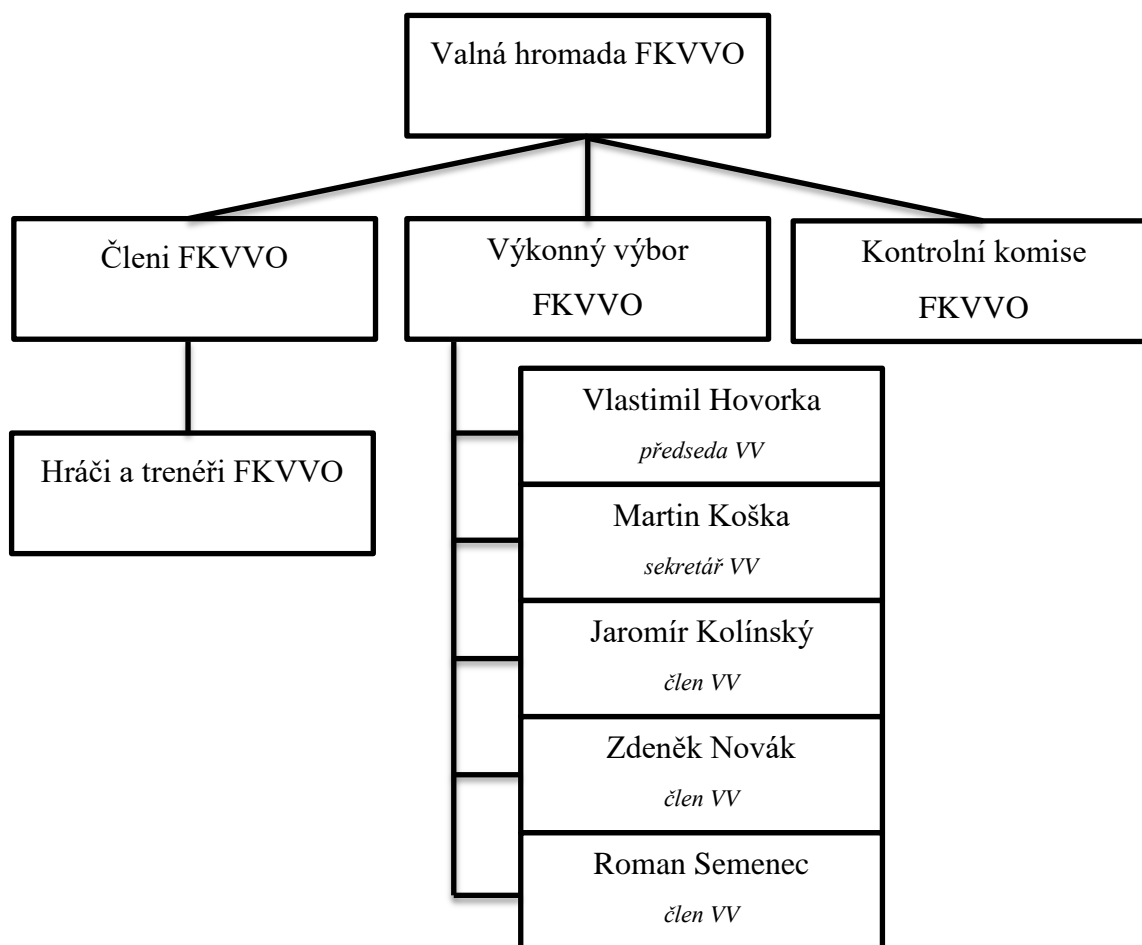 Valná hromada FKVVO
Členi FKVVO
Výkonný výbor
FKVVO
Kontrolní komise
FKVVO
Hráči a trenéři FKVVO
Vlastimil Hovorka
předseda VV
Martin Koška
sekretář VV
Jaromír Kolínský
člen VV
Zdeněk Novák
člen VV
Roman Semenec
člen VV